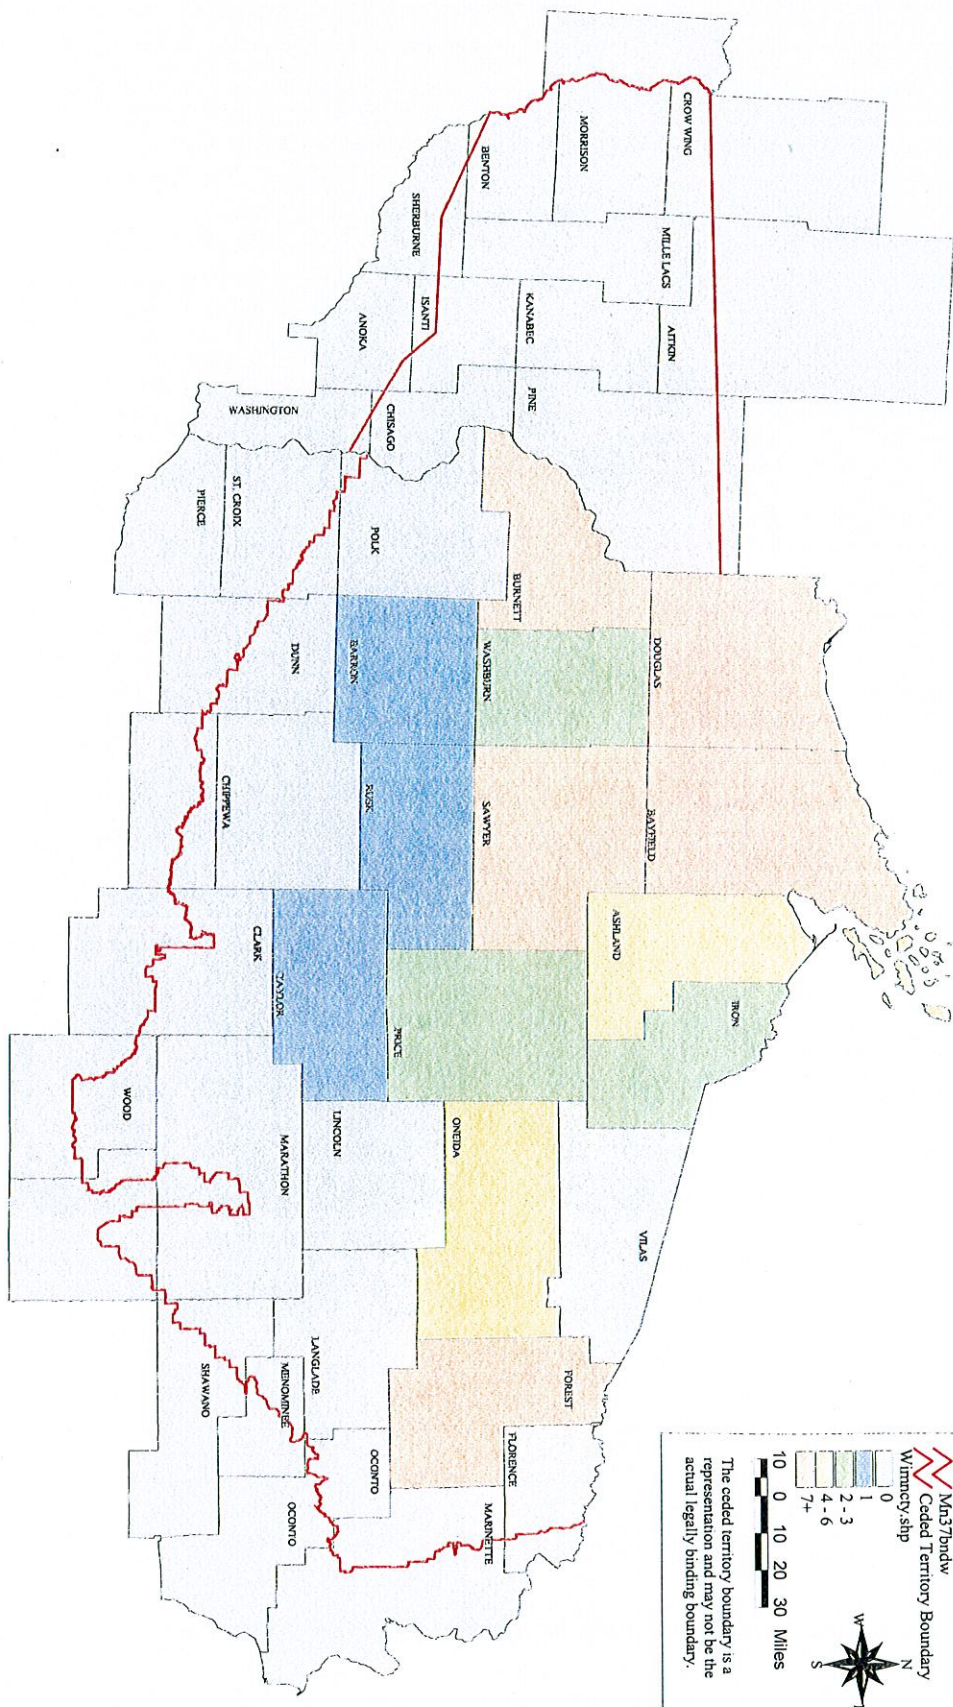 Mn37bndw
Ceded Territory Boundary
Wimncty.shp
0
1
2 - 3
4 - 6
7+
N
W
S
10 0 10 20 30 Miles
The ceded territory boundary is a
representation and may not be the
actual legally binding boundary.
CROW WING
AITKIN
MORRISON
MILLE LACS
BENTON
KANABEC
PINE
SHERBURNE
ISANTI
ANOKA
CHISAGO
WASHINGTON
DOUGLAS
BAYFIELD
ASHLAND
IRON
VILAS
BURNETT
WASHBURN
SAWYER
PRICE
ONEIDA
FOREST
FLORENCE
MARINETTE
POLK
BARRON
RUSK
TAYLOR
LINCOLN
LANGLADE
OCONTO
MENOMINEE
OCONTO
ST. CROIX
PIERCE
DUNN
CHIPPEWA
CLARK
MARATHON
WOOD
SHAWANO